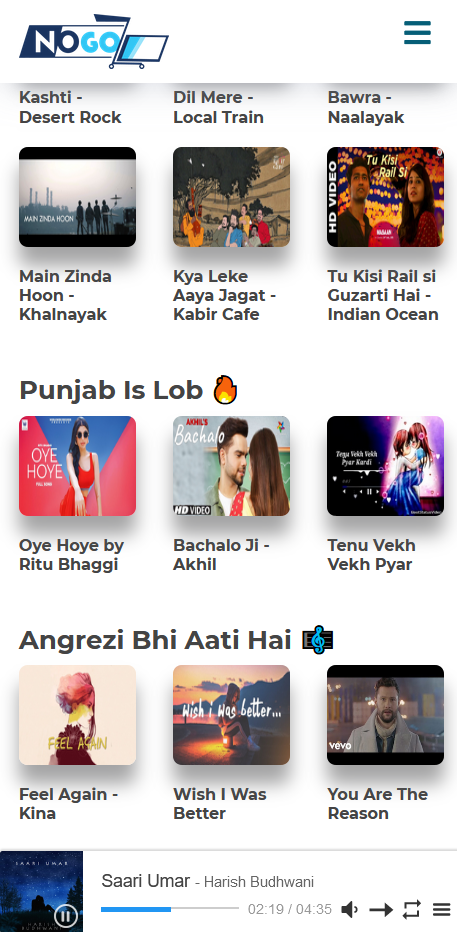 NOGO
Kashti -
Desert Rock
Dil Mere -
Local Train
Bawra -
Naalayak
MAIN ZINDA HOON
Tu Kisi
Rail Si
HD VIDEO
MASAAN
Main Zinda
Hoon -
Khalnayak
Kya Leke
Aaya Jagat -
Kabir Cafe
Tu Kisi Rail si
Guzarti Hai -
Indian Ocean
Punjab Is Lob
OYE
HOYE
AKHIL'S
Bachalo
HD VIDEO
Tenu Vekh Vekh
Pyar Kardi
Oye Hoye by
Ritu Bhaggi
Bachalo Ji -
Akhil
Tenu Vekh
Vekh Pyar
Angrezi Bhi Aati Hai
FEEL AGAIN
Wish i was better...
vevo
Feel Again -
Kina
Wish I Was
Better
You Are The
Reason
SAARI UMAR
HARISH
BUDHWANI
Saari Umar - Harish Budhwani
02:19 / 04:35